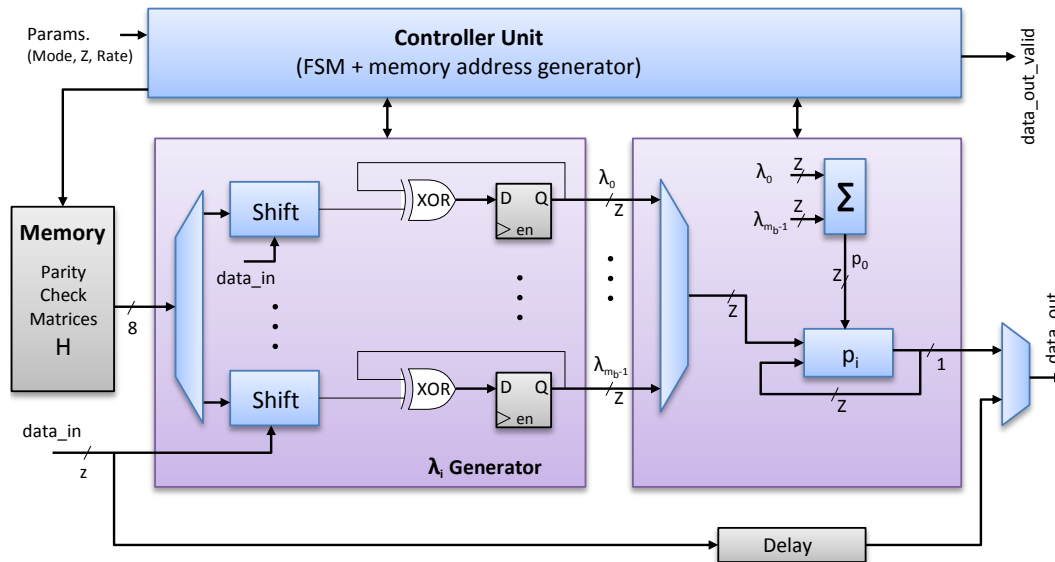 Params.
(Mode, Z, Rate)
Controller Unit
(FSM + memory address generator)
data_out_valid
Memory
Parity
Check
Matrices
H
8
Shift
data_in
XOR
D Q
en
λ0
Z
Shift
XOR
D Q
en
λmb-1
Z
λi Generator
data_in
z
λ0
Z
λmb-1
Z
Σ
p0
Z
Z
pi
Z
1
data_out
Delay